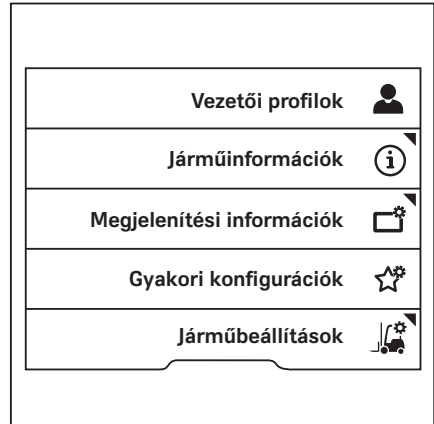 Vezetői profilok
Járműinformációk
Megjelenítési információk
Gyakori konfigurációk
Járműbeállítások